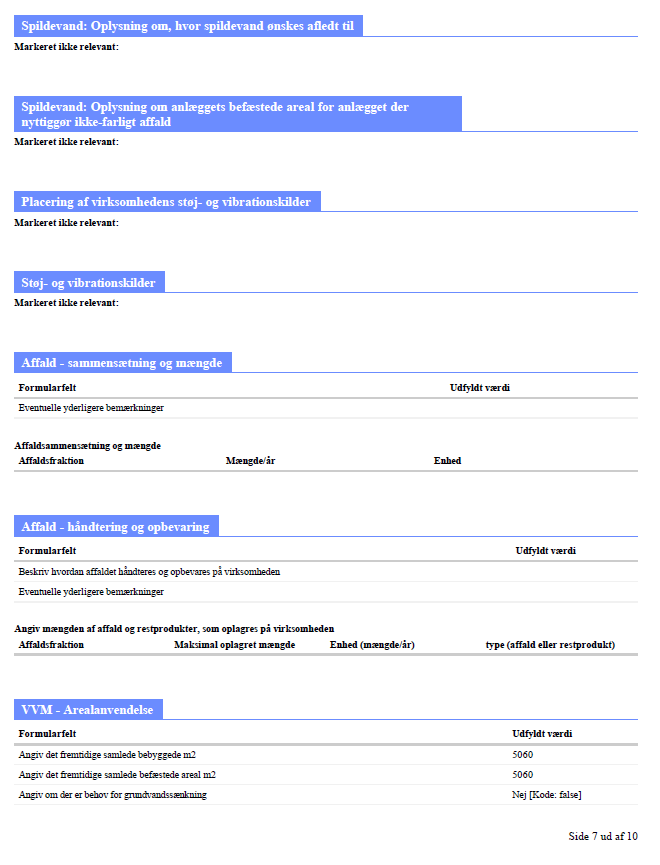 Spildevand: Oplysning om, hvor spildevand ønskes afledt til
Markeret ikke relevant:
Spildevand: Oplysning om anlæggets befæstede areal for anlægget der
nyttiggør ikke-farligt affald
Markeret ikke relevant:
Placering af virksomhedens støj- og vibrationskilder
Markeret ikke relevant:
Støj- og vibrationskilder
Markeret ikke relevant:
Affald - sammensætning og mængde
Formularfelt Udfyldt værdi
Eventuelle yderligere bemærkninger
Affaldsammensætning og mængde
Affaldsfraktion Mængde/år Enhed
Affald - håndtering og opbevaring
Formularfelt Udfyldt værdi
Beskriv hvordan affaldet håndteres og opbevares på virksomheden
Eventuelle yderligere bemærkninger
Angiv mængden af affald og restprodukter, som oplagres på virksomheden
Affaldsfraktion Maksimal oplagret mængde Enhed (mængde/år) type (affald eller restprodukt)
VVM - Arealanvendelse
Formularfelt Udfyldt værdi
Angiv det fremtidige samlede bebyggede m2 5060
Angiv det fremtidige samlede befæstede areal m2 5060
Angiv om der er behov for grundvandssænkning Nej [Kode: false]
Side 7 ud af 10